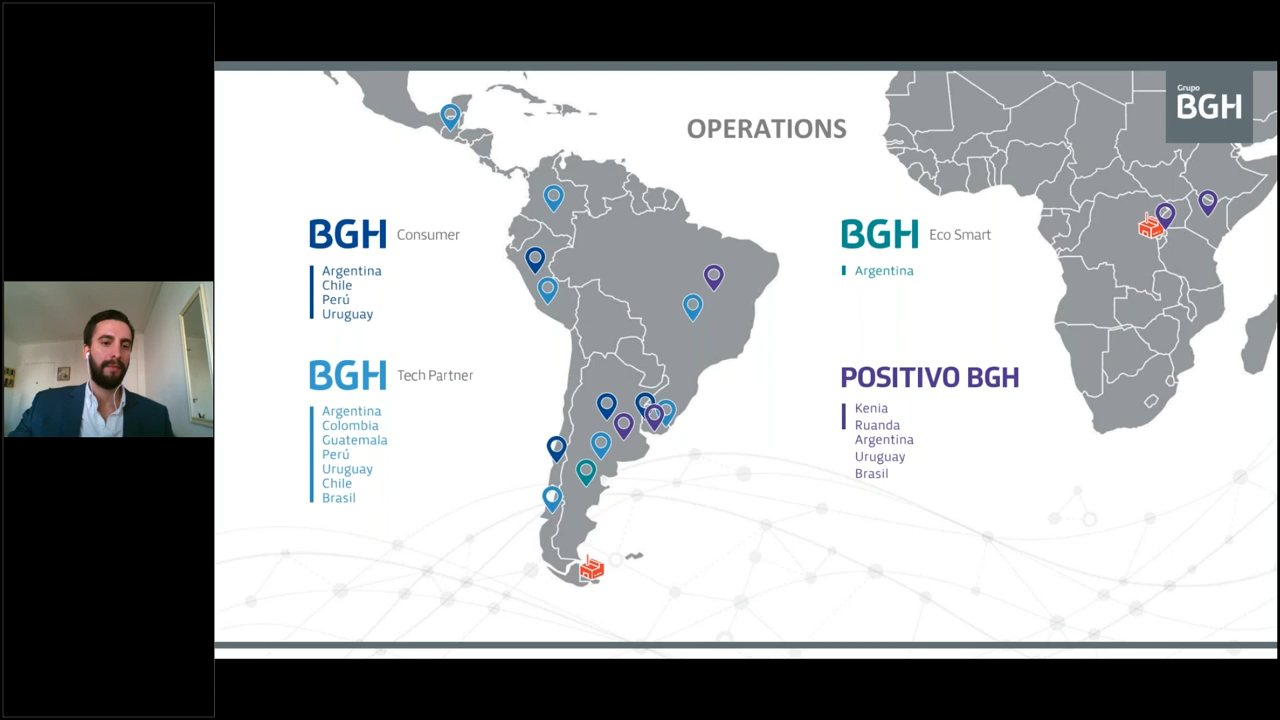 Grupo
BGH
OPERATIONS
BGH Consumer
Argentina
Chile
Perú
Uruguay
BGH Tech Partner
Argentina
Colombia
Guatemala
Perú
Uruguay
Chile
Brasil
BGH Eco Smart
Argentina
POSITIVO BGH
Kenia
Ruanda
Argentina
Uruguay
Brasil